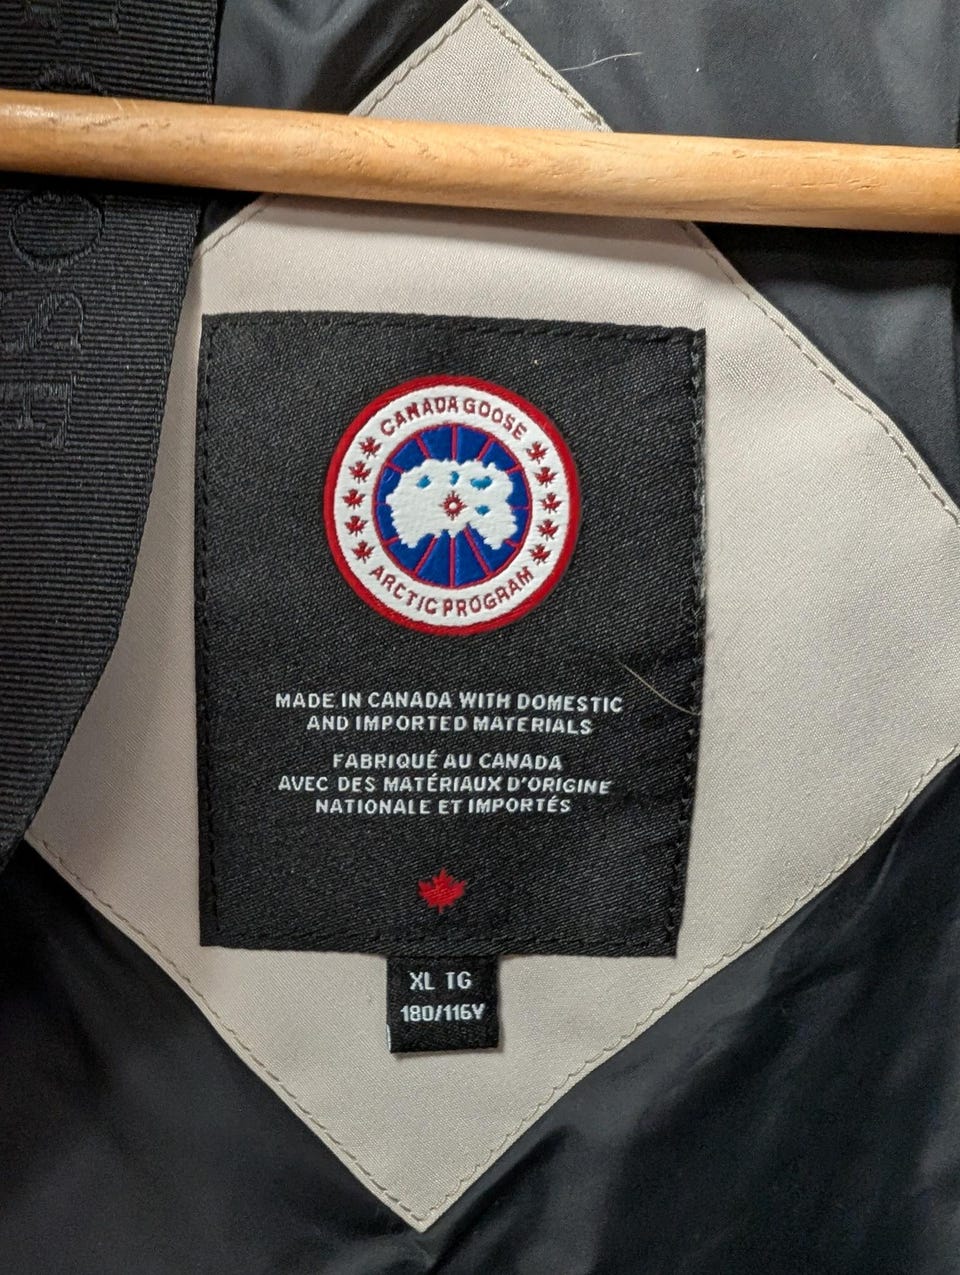 CANADA GOOSE
ARCTIC PROGRAM
MADE IN CANADA WITH DOMESTIC
AND IMPORTED MATERIALS
FABRIQUÉ AU CANADA
AVEC DES MATÉRIAUX D'ORIGINE
NATIONALE ET IMPORTÉS
XL TG
180/116Y